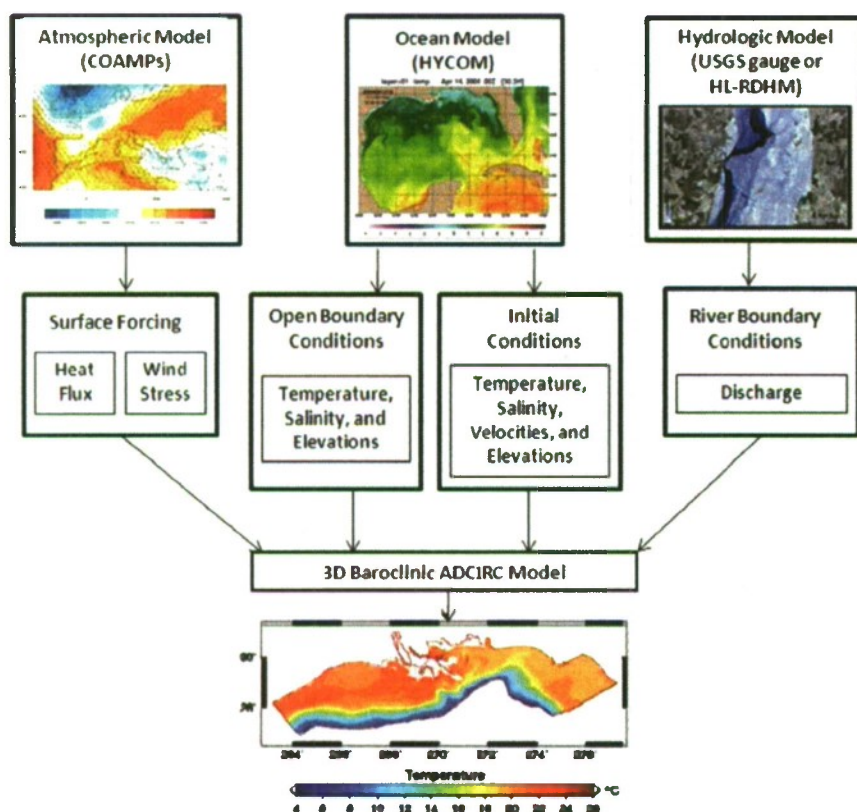 Atmospheric Model
(COAMPs)
Ocean Model
(HYCOM)
Hydrologic Model
(USGS gauge or
HL-RDHM)
Surface Forcing
Heat
Flux
Wind
Stress
Open Boundary
Conditions
Temperature,
Salinity, and
Elevations
Initial
Conditions
Temperature,
Salinity,
Velocities, and
Elevations
River Boundary
Conditions
Discharge
3D Baroclinic ADCIRC Model
Temperature
°C